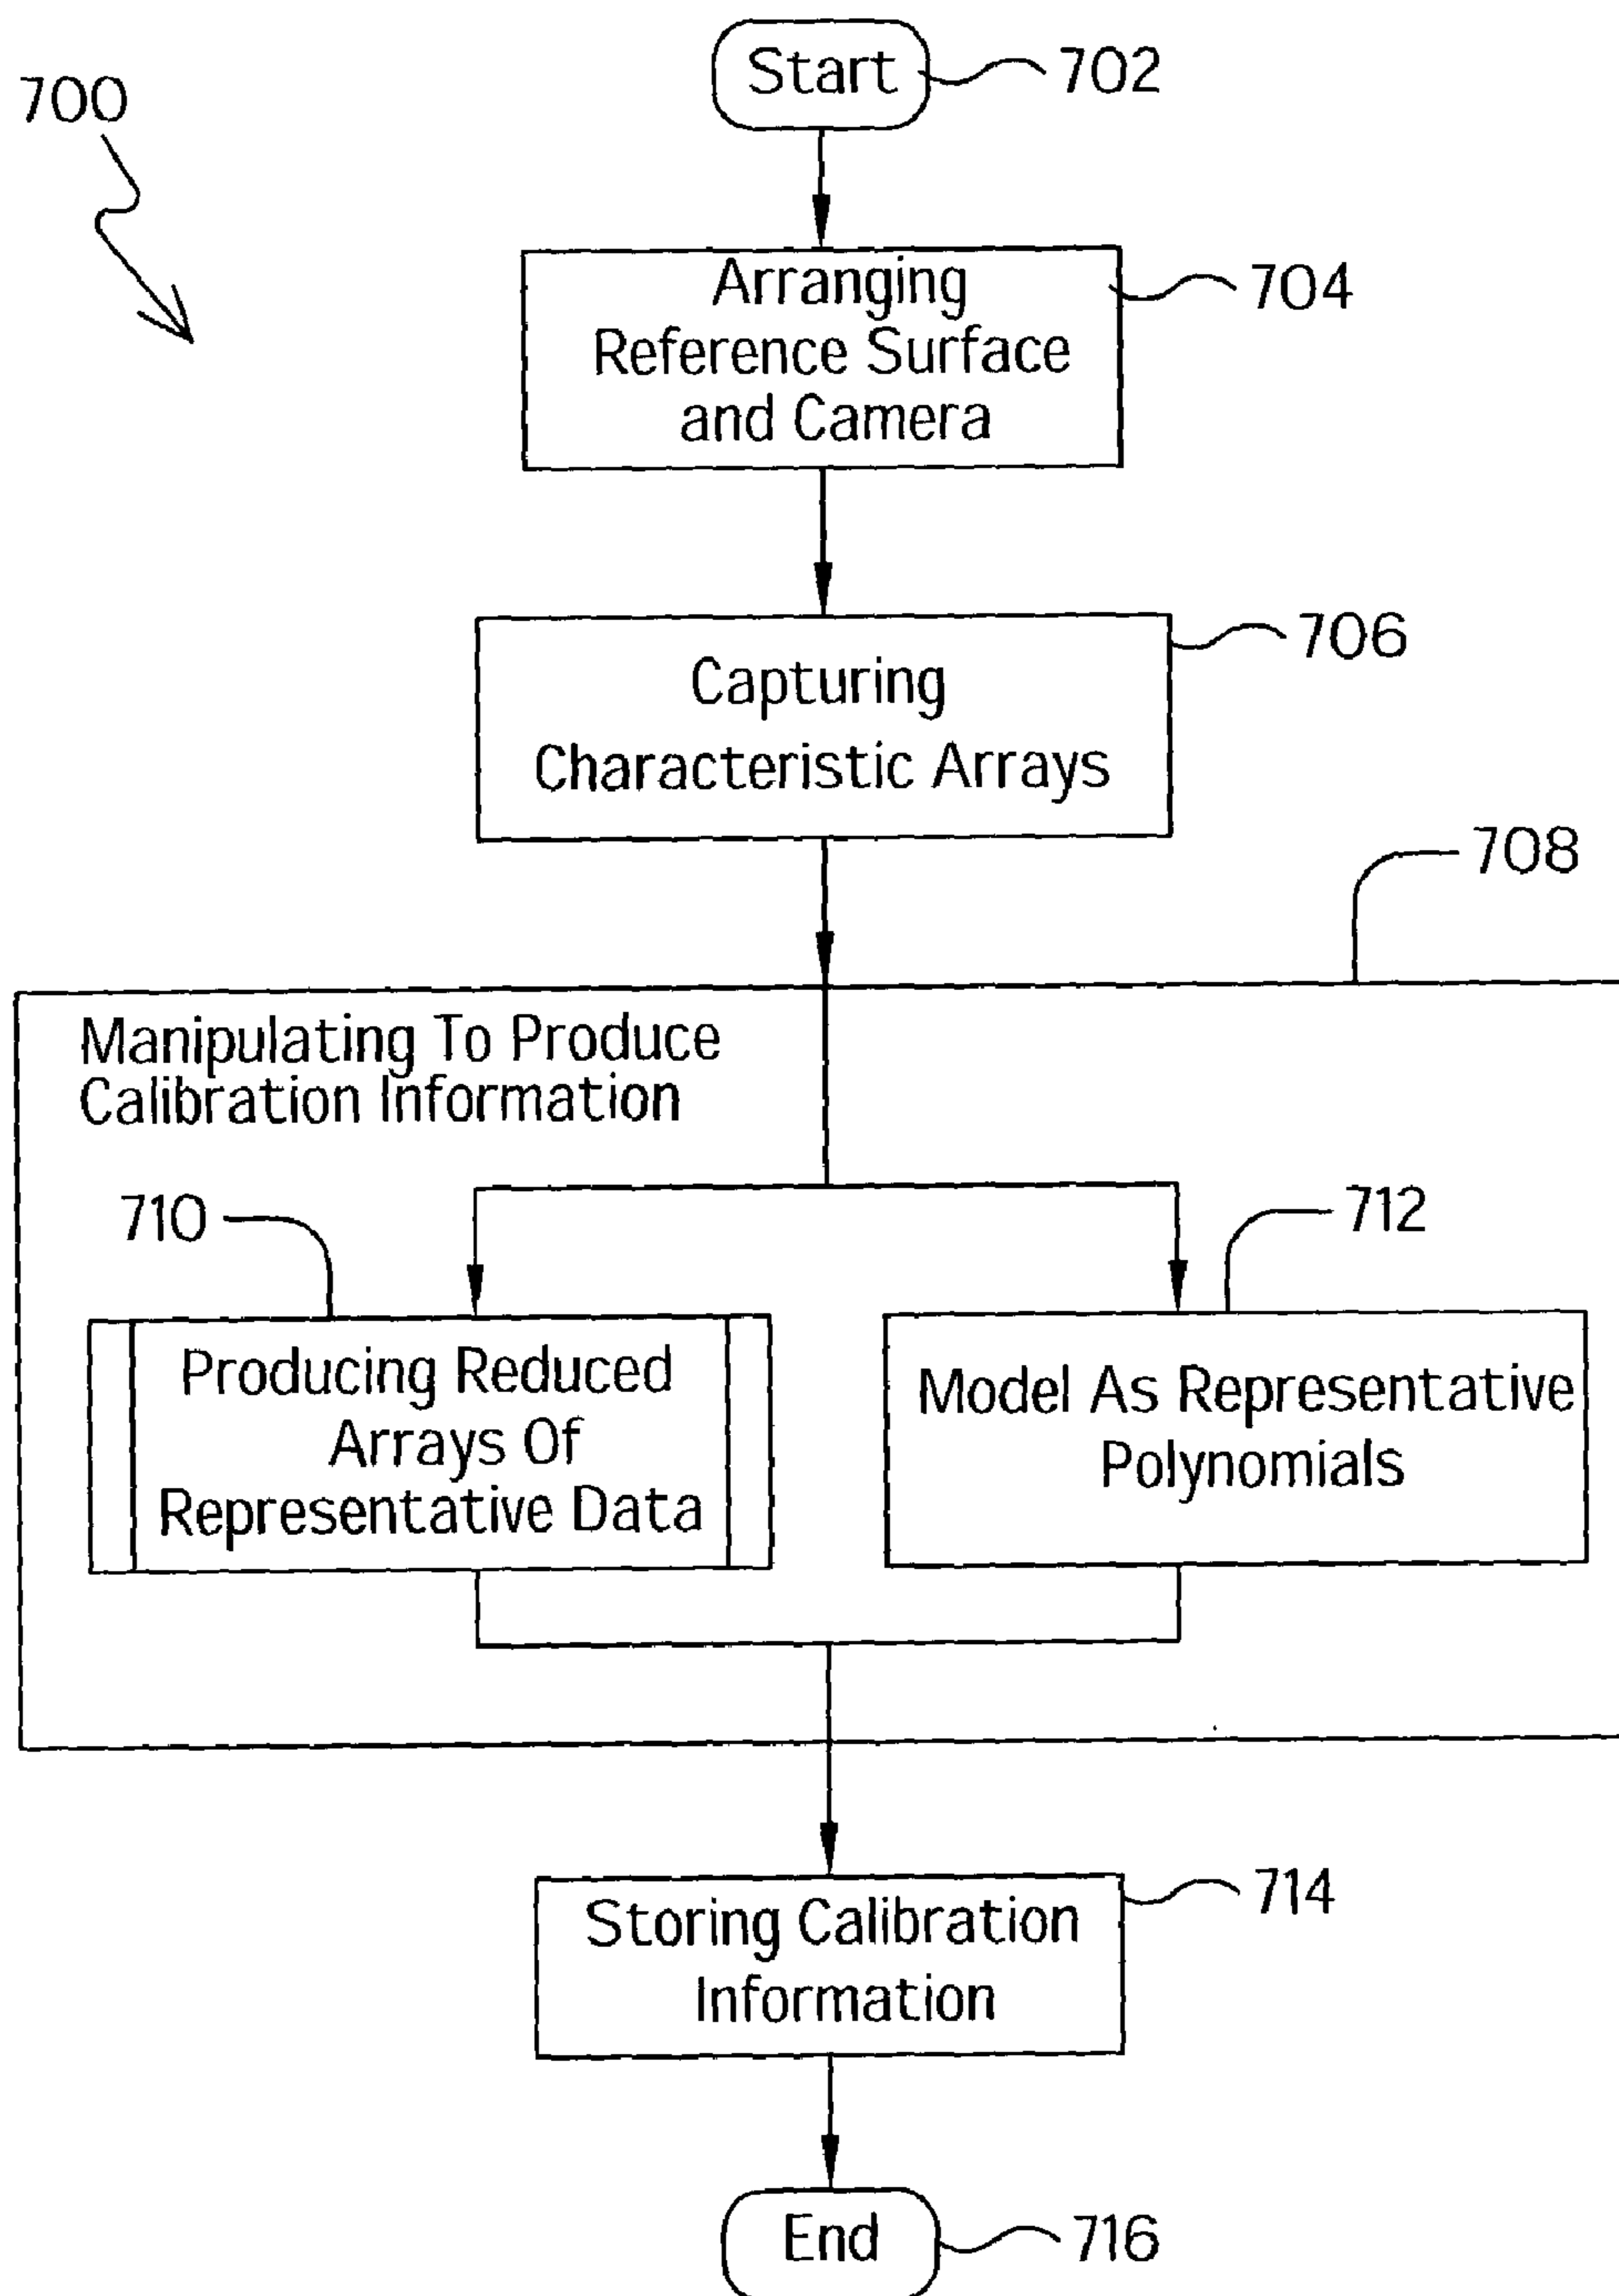 700
Start
702
Arranging
Reference Surface
and Camera
704
Capturing
Characteristic Arrays
706
708
Manipulating To Produce
Calibration Information
710
712
Producing Reduced
Arrays Of
Representative Data
Model As Representative
Polynomials
Storing Calibration
Information
714
End
716